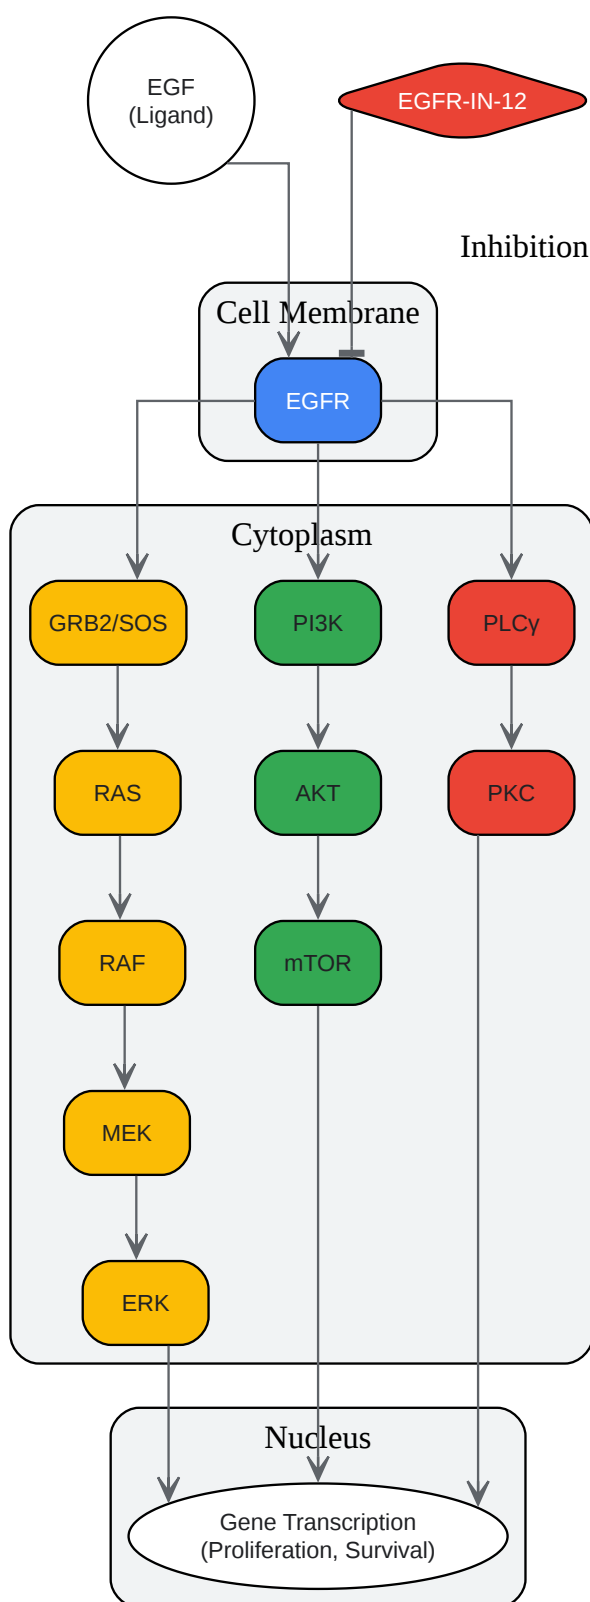 EGF
(Ligand)
EGFR-IN-12
Inhibition
Cell Membrane
EGFR
Cytoplasm
GRB2/SOS
PI3K
PLCγ
RAS
AKT
PKC
RAF
mTOR
MEK
ERK
Nucleus
Gene Transcription
(Proliferation, Survival)